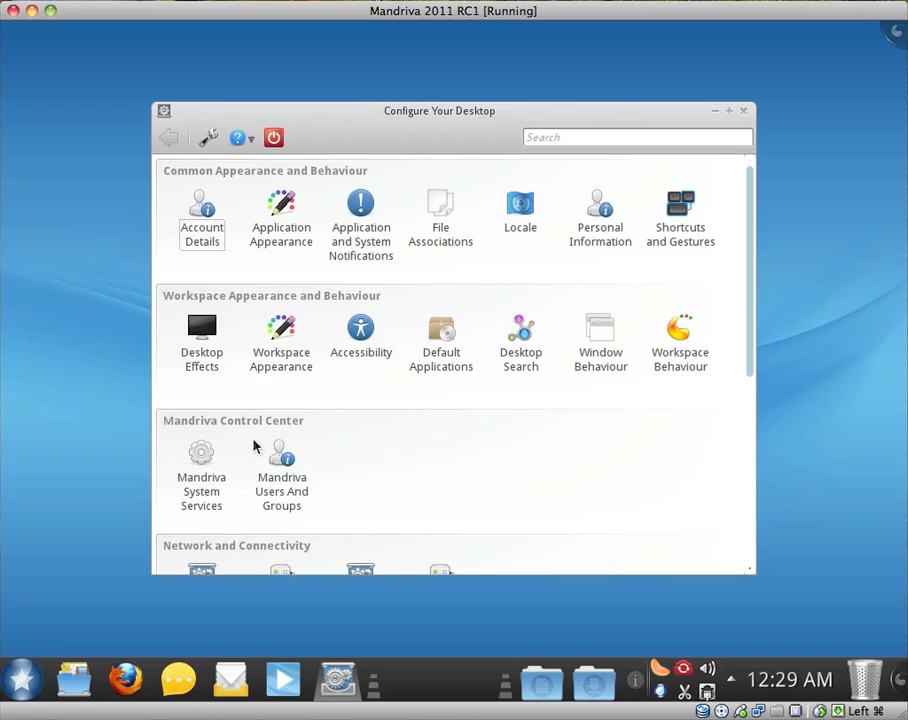 Mandriva 2011 RC1 [Running]
Configure Your Desktop
Search
Common Appearance and Behaviour
Account Details
Application Appearance
Application and System Notifications
File Associations
Locale
Personal Information
Shortcuts and Gestures
Workspace Appearance and Behaviour
Desktop Effects
Workspace Appearance
Accessibility
Default Applications
Desktop Search
Window Behaviour
Workspace Behaviour
Mandriva Control Center
Mandriva System Services
Mandriva Users And Groups
Network and Connectivity
12:29 AM
Left ⌘